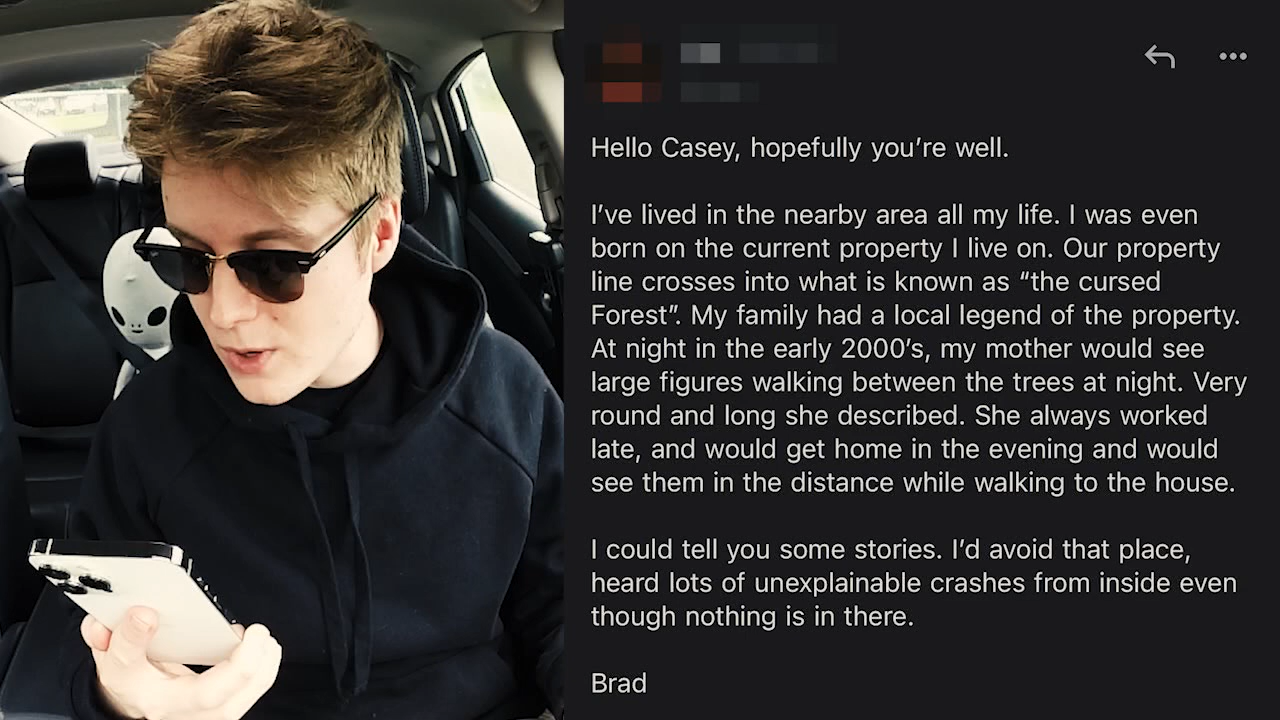 Hello Casey, hopefully you’re well.
I’ve lived in the nearby area all my life. I was even
born on the current property I live on. Our property
line crosses into what is known as “the cursed
Forest”. My family had a local legend of the property.
At night in the early 2000’s, my mother would see
large figures walking between the trees at night. Very
round and long she described. She always worked
late, and would get home in the evening and would
see them in the distance while walking to the house.
I could tell you some stories. I’d avoid that place,
heard lots of unexplainable crashes from inside even
though nothing is in there.
Brad